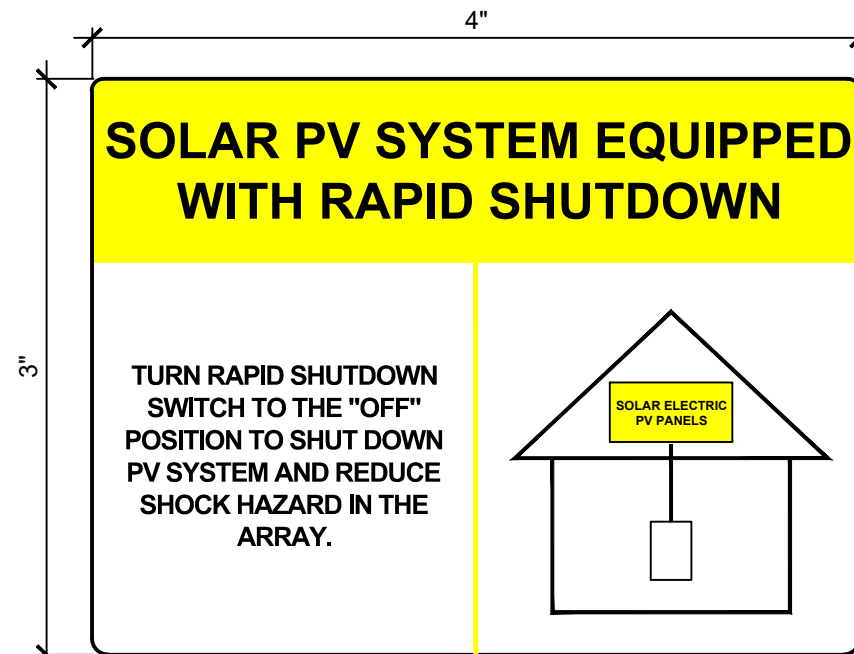 4"
3"
SOLAR PV SYSTEM EQUIPPED
WITH RAPID SHUTDOWN
TURN RAPID SHUTDOWN
SWITCH TO THE "OFF"
POSITION TO SHUT DOWN
PV SYSTEM AND REDUCE
SHOCK HAZARD IN THE
ARRAY.
SOLAR ELECTRIC
PV PANELS